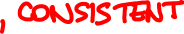 , CONSISTENT